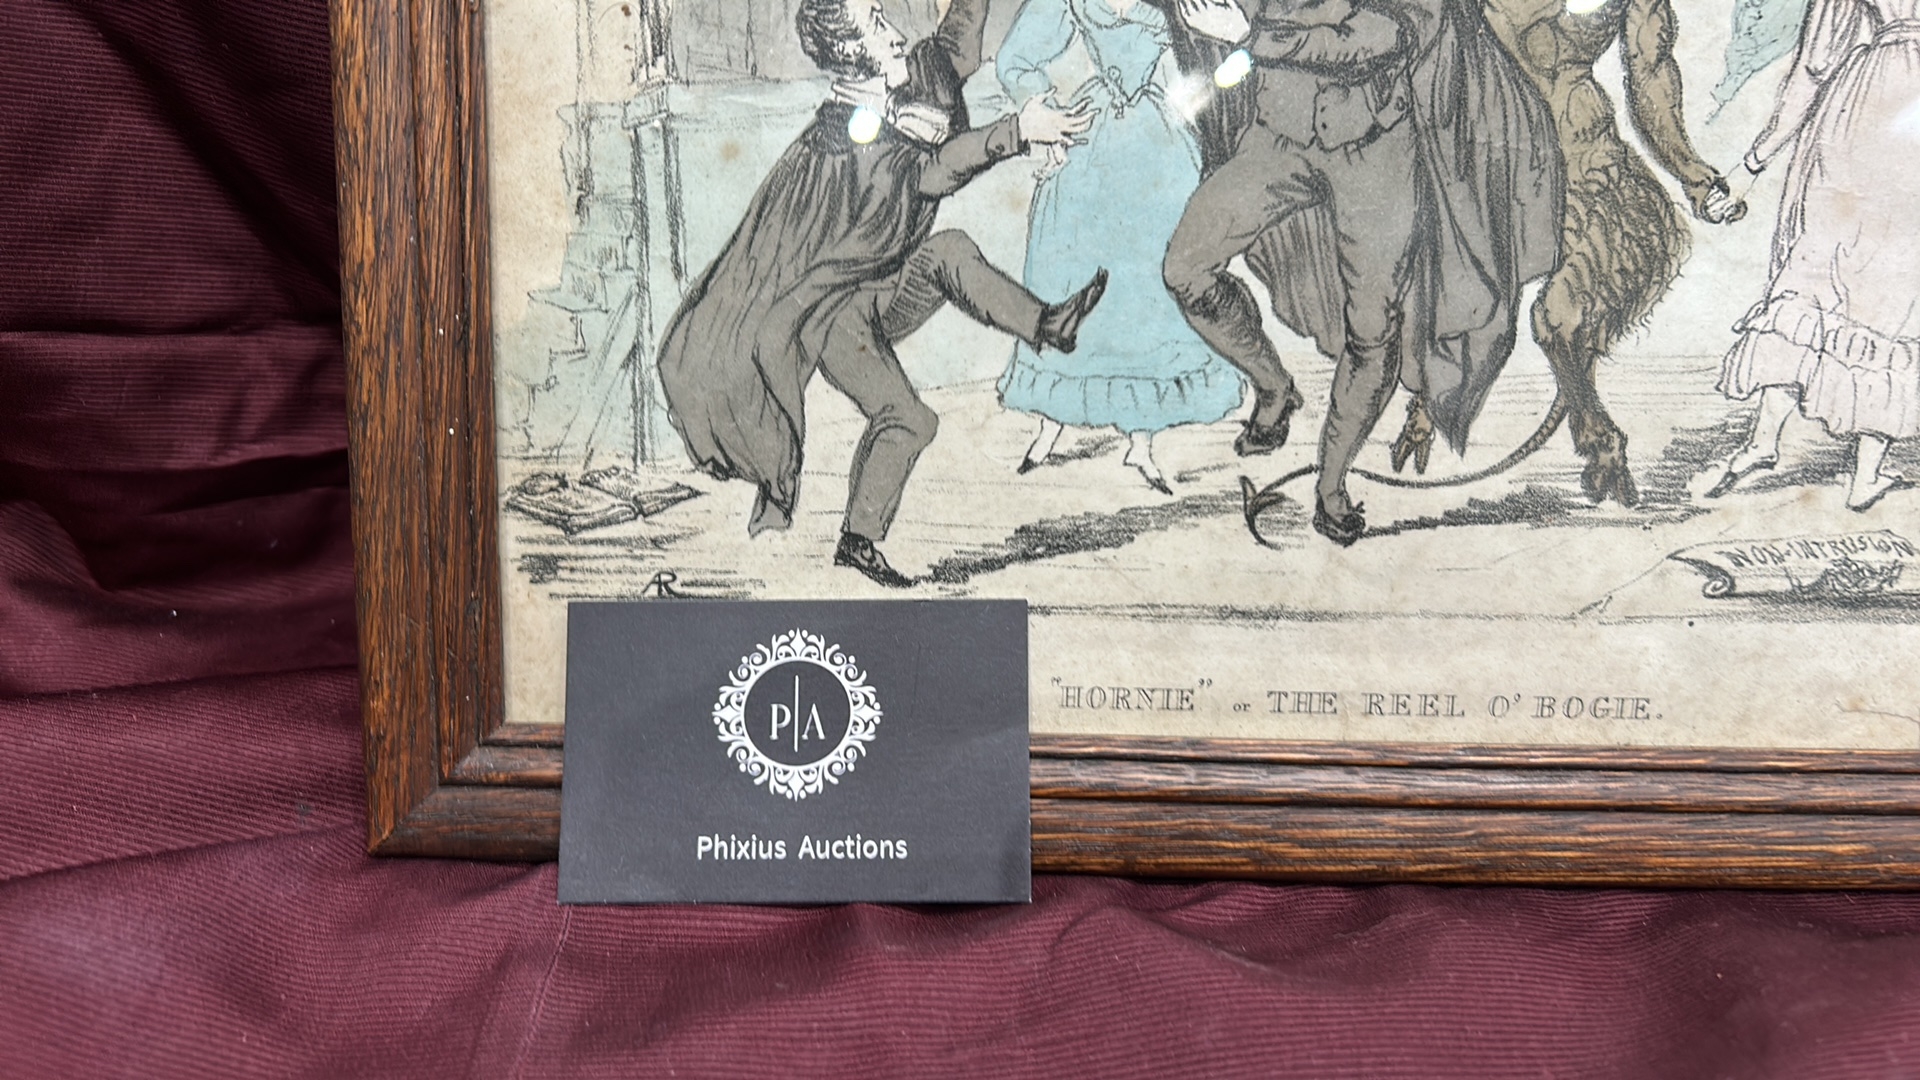 AR
NON-INTRUSION
"HORNIE" or THE REEL O' BOGIE.
P|A
Phixius Auctions